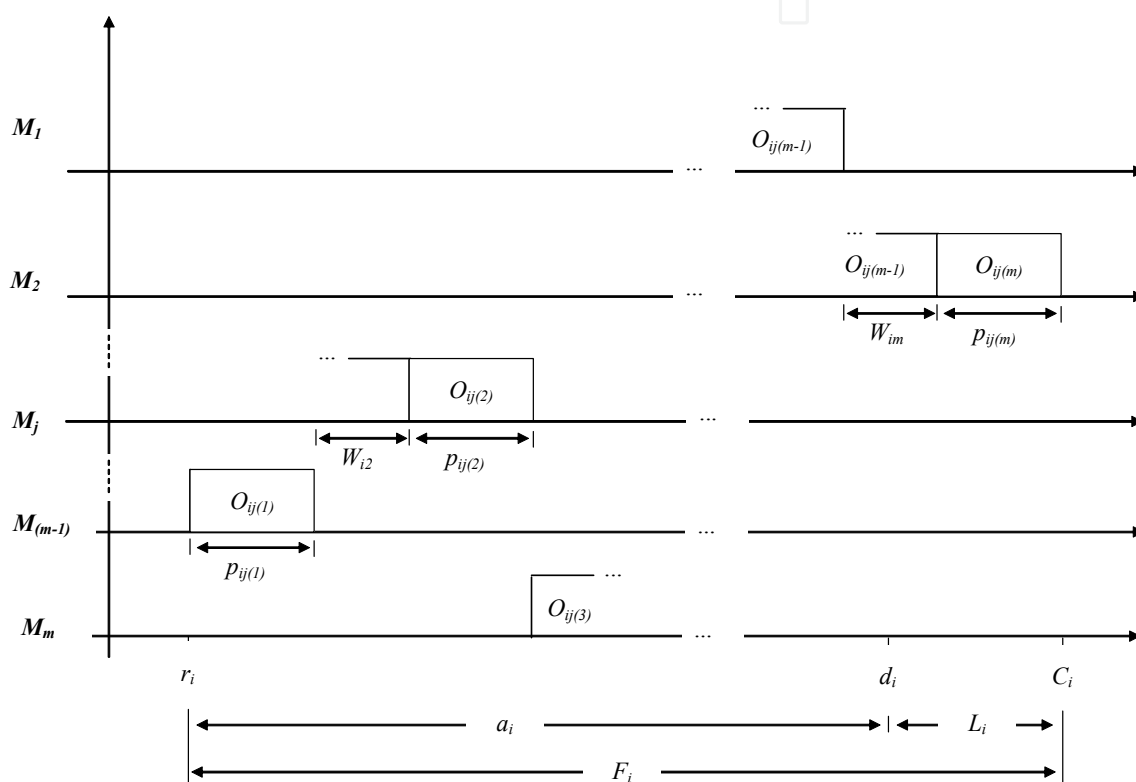 ...
M1
Oij(m-1)
...
...
M2
Oij(m-1)
Oij(m)
...
Wim
pij(m)
...
Oij(2)
Mj
...
Wi2
pij(2)
Oij(1)
M(m-1)
...
pij(1)
...
Oij(3)
Mm
...
ri
di
Ci
ai
Li
Fi